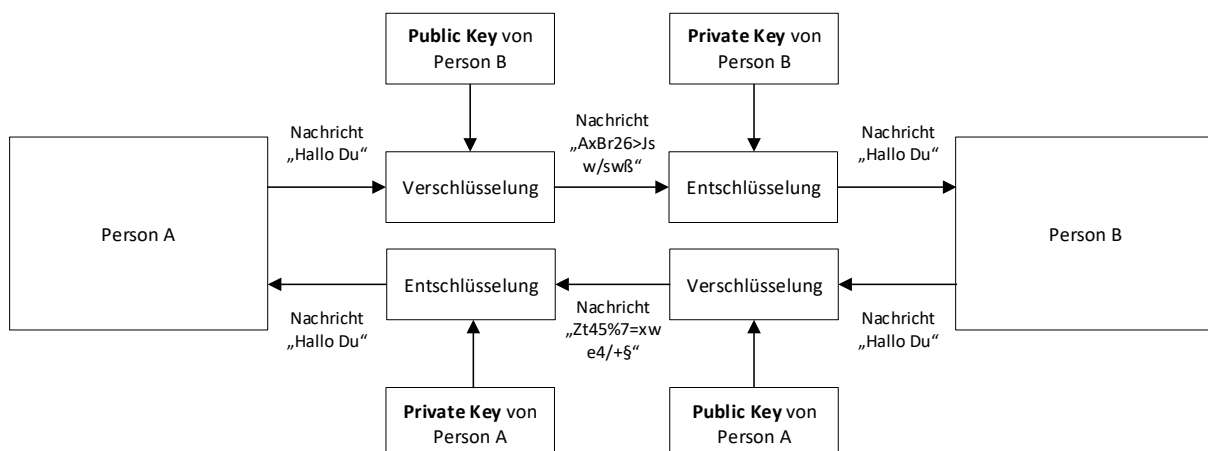 Public Key von
Person B
Private Key von
Person B
Nachricht
„Hallo Du“
Nachricht
„AxBr26>Js
w/swß“
Nachricht
„Hallo Du“
Verschlüsselung
Entschlüsselung
Person A
Person B
Entschlüsselung
Verschlüsselung
Nachricht
„Hallo Du“
Nachricht
„Zt45%7=xw
e4/+§“
Nachricht
„Hallo Du“
Private Key von
Person A
Public Key von
Person A